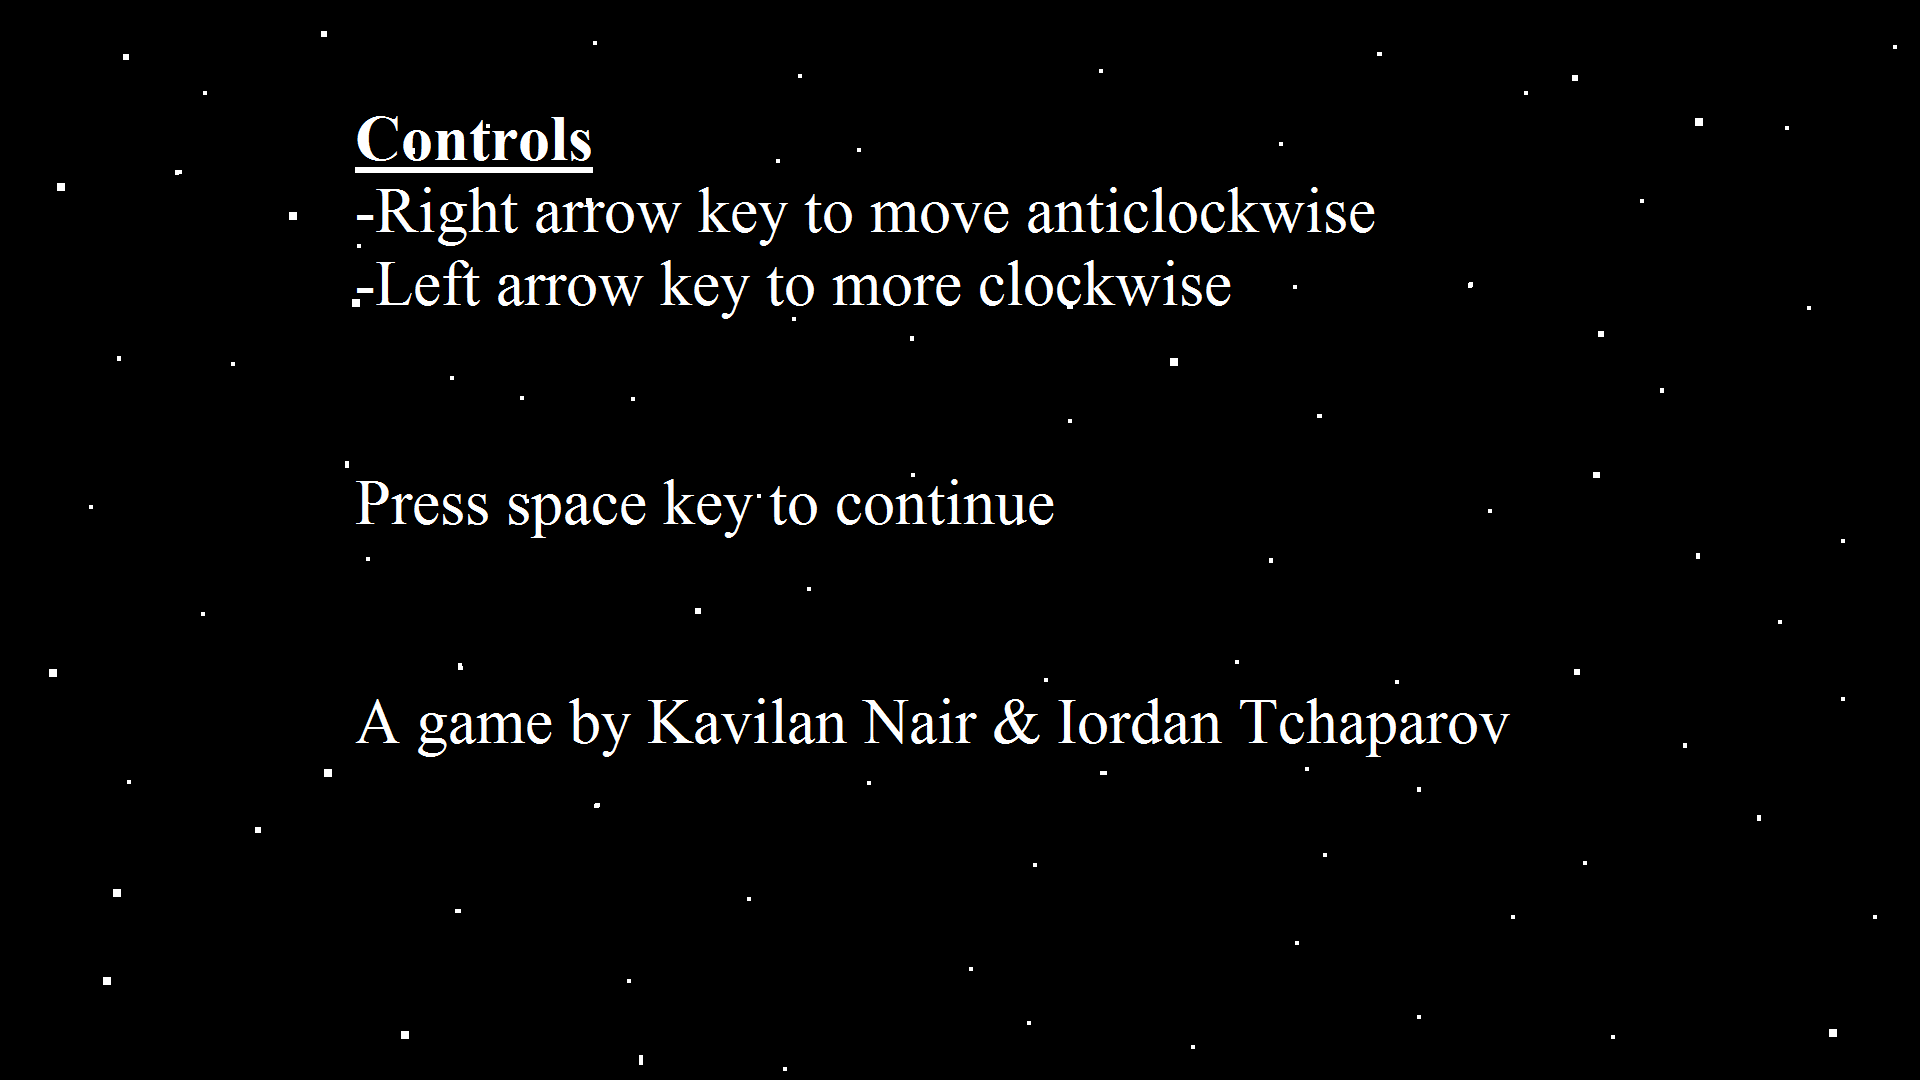 Controls
-Right arrow key to move anticlockwise
-Left arrow key to more clockwise
Press space key to continue
A game by Kavilan Nair & Iordan Tchaparov